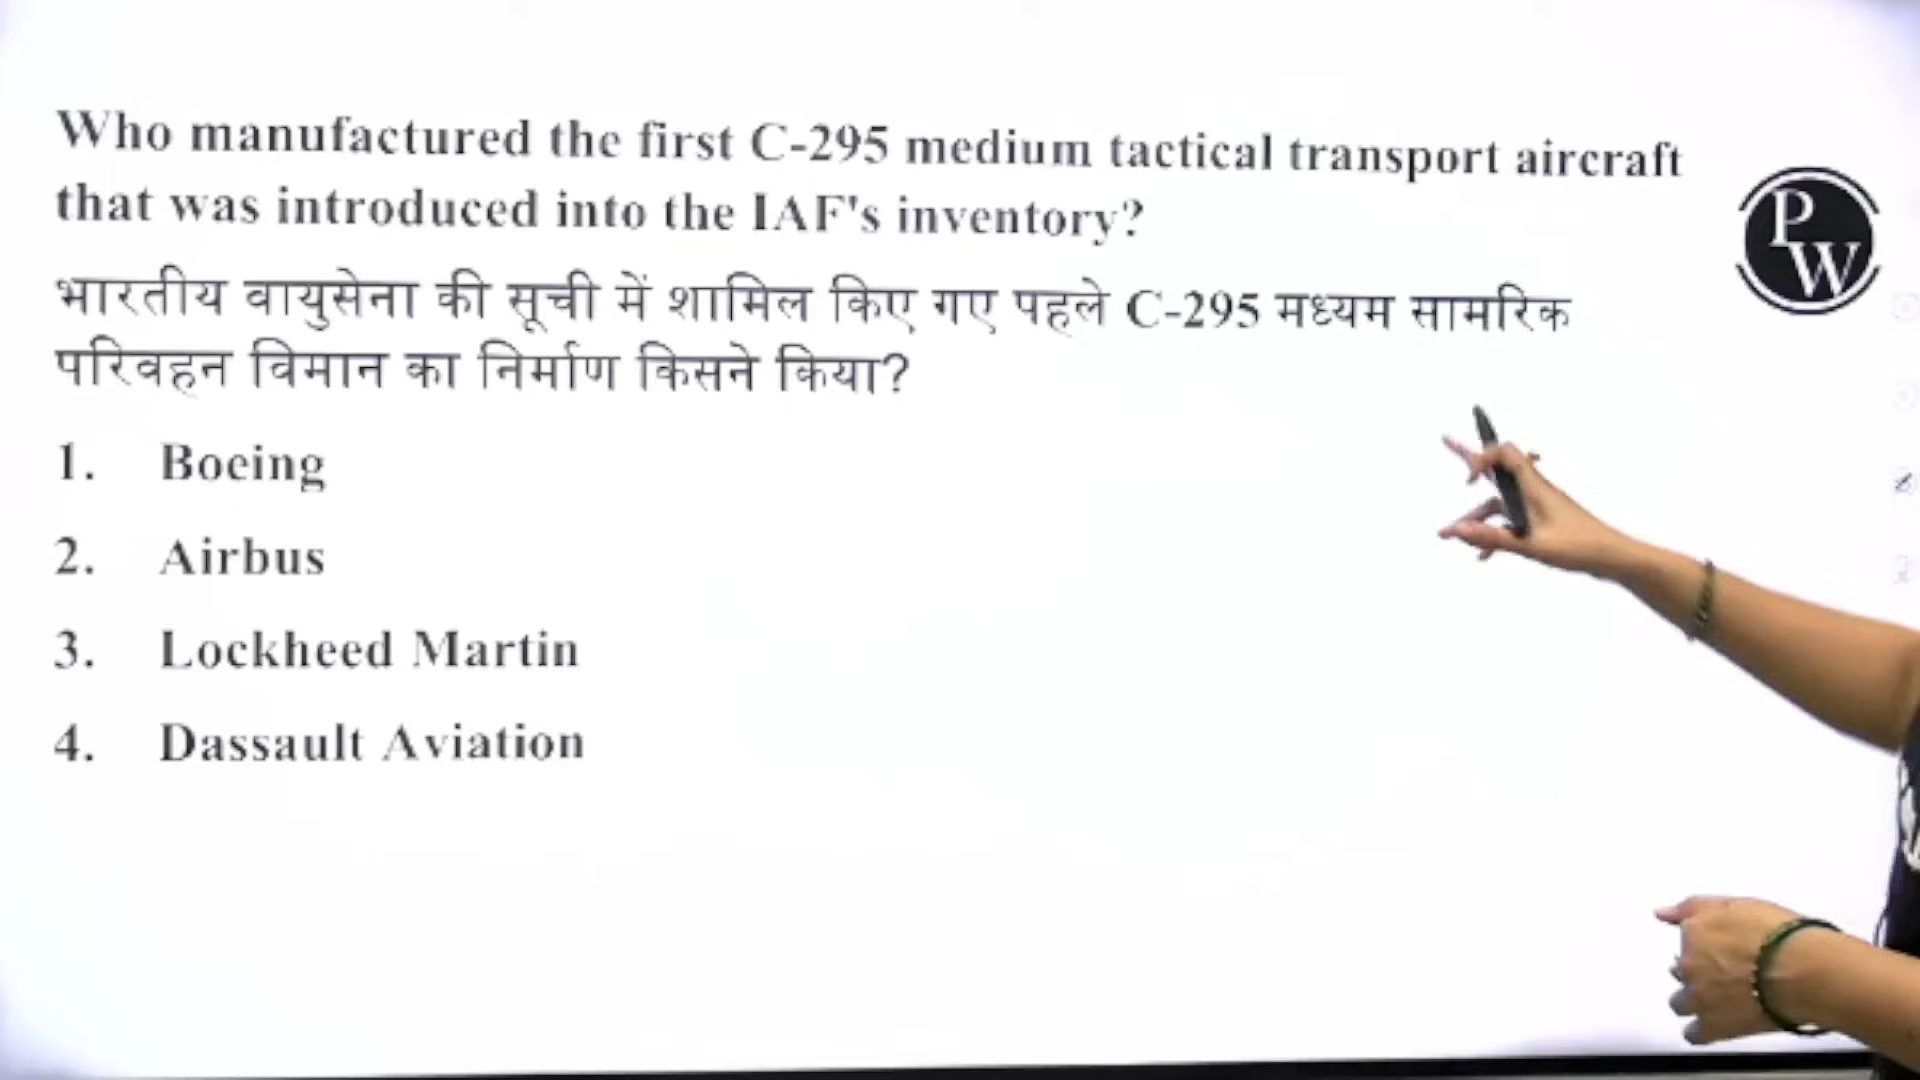 Who manufactured the first C-295 medium tactical transport aircraft
that was introduced into the IAF's inventory?
भारतीय वायुसेना की सूची में शामिल किए गए पहले C-295 मध्यम सामरिक
परिवहन विमान का निर्माण किसने किया?
1. Boeing
2. Airbus
3. Lockheed Martin
4. Dassault Aviation
PW